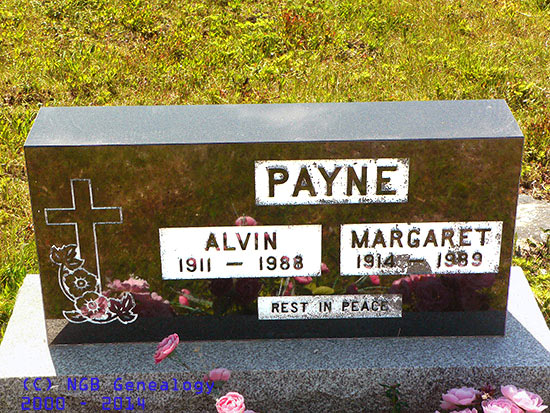 PAYNE
ALVIN
1911 - 1988
MARGARET
1914 - 1989
REST IN PEACE
(C) NGB Genealogy
2000 - 2014